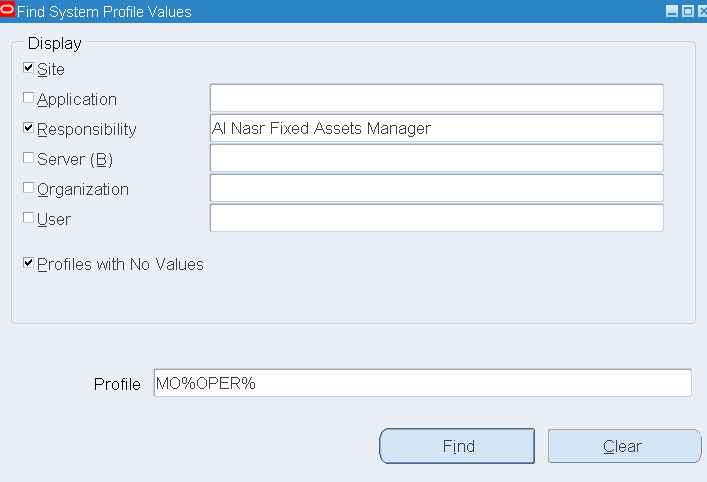 Find System Profile Values
Display
Site
Application
Responsibility Al Nasr Fixed Assets Manager
Server (B)
Organization
User
Profiles with No Values
Profile MO%OPER%
Find Clear